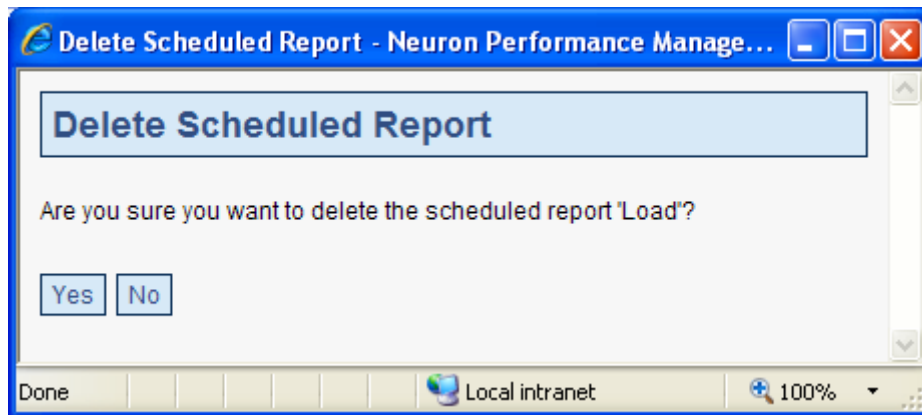 Delete Scheduled Report - Neuron Performance Manage...
Delete Scheduled Report
Are you sure you want to delete the scheduled report 'Load'?
Yes No
Done Local intranet 100%